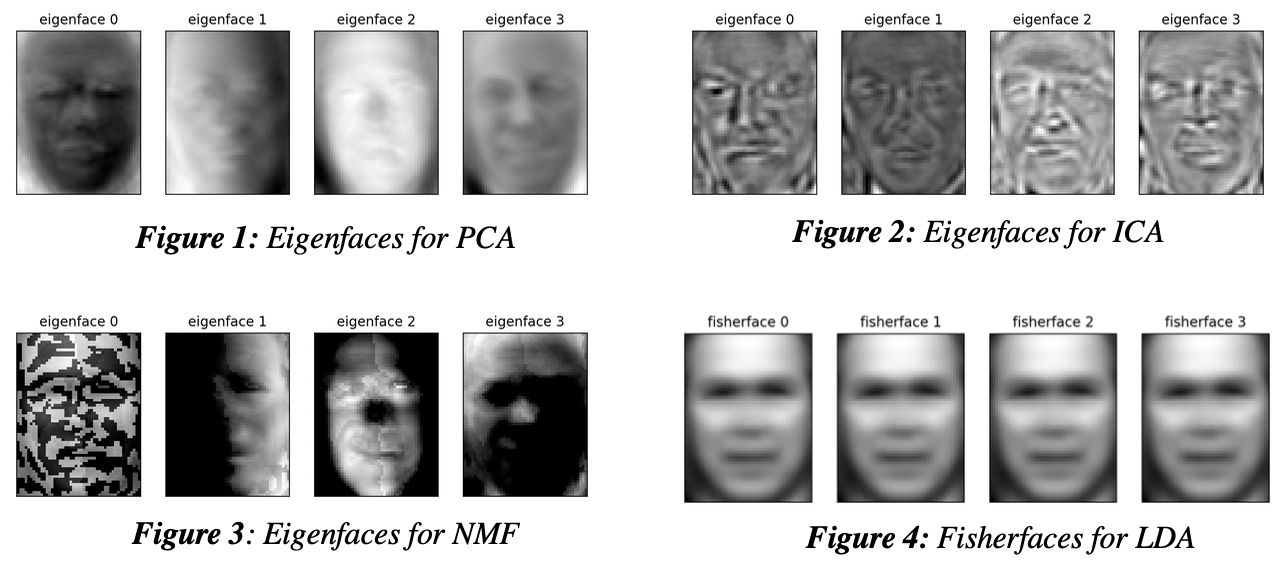 eigenface 0 eigenface 1 eigenface 2 eigenface 3
Figure 1: Eigenfaces for PCA
eigenface 0 eigenface 1 eigenface 2 eigenface 3
Figure 2: Eigenfaces for ICA
eigenface 0 eigenface 1 eigenface 2 eigenface 3
Figure 3: Eigenfaces for NMF
fisherface 0 fisherface 1 fisherface 2 fisherface 3
Figure 4: Fisherfaces for LDA